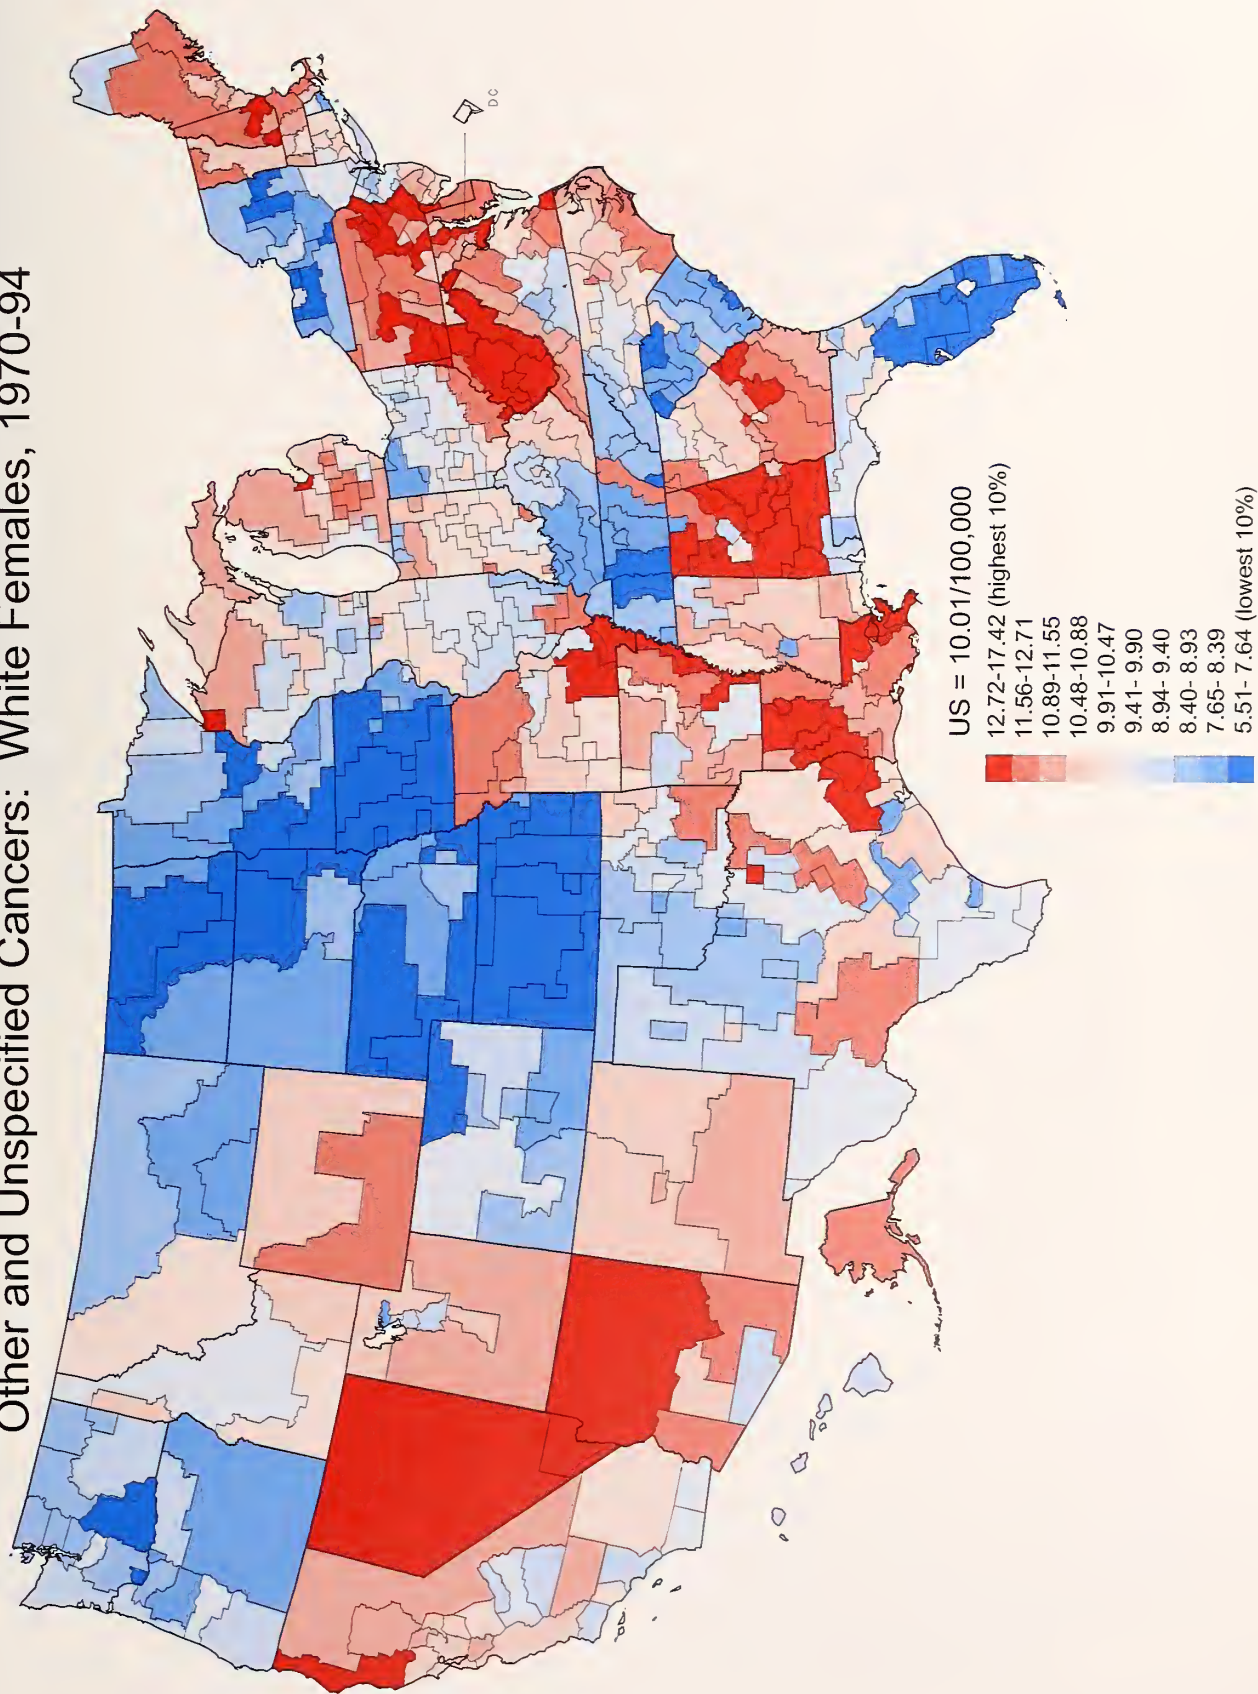 Other and Unspecified Cancers: White Females, 1970-94
DC
US = 10.01/100,000
12.72-17.42 (highest 10%)
11.56-12.71
10.89-11.55
10.48-10.88
9.91-10.47
9.41- 9.90
8.94- 9.40
8.40- 8.93
7.65- 8.39
5.51- 7.64 (lowest 10%)